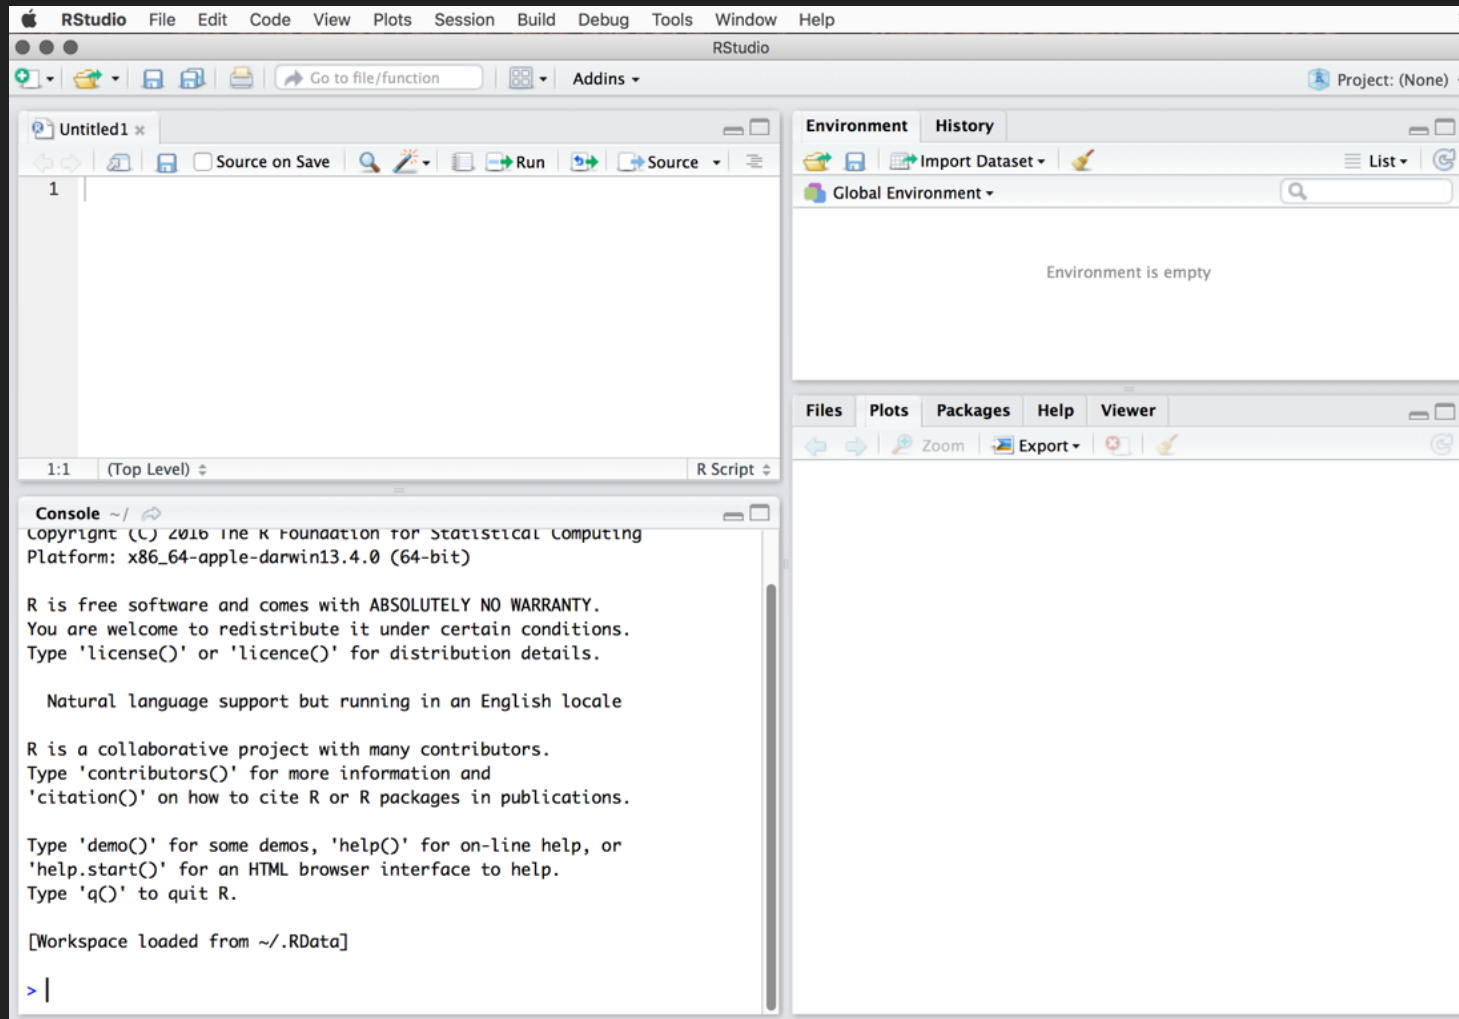 RStudio File Edit Code View Plots Session Build Debug Tools Window Help
RStudio
Go to file/function Addins Project: (None)
Untitled1
Source on Save Run Source
1
1:1 (Top Level) R Script
Console ~/
Copyright (C) 2016 The R Foundation for Statistical Computing
Platform: x86_64-apple-darwin13.4.0 (64-bit)
R is free software and comes with ABSOLUTELY NO WARRANTY.
You are welcome to redistribute it under certain conditions.
Type 'license()' or 'licence()' for distribution details.
Natural language support but running in an English locale
R is a collaborative project with many contributors.
Type 'contributors()' for more information and
'citation()' on how to cite R or R packages in publications.
Type 'demo()' for some demos, 'help()' for on-line help, or
'help.start()' for an HTML browser interface to help.
Type 'q()' to quit R.
[Workspace loaded from ~/.RData]
>
Environment History
Import Dataset List
Global Environment
Environment is empty
Files Plots Packages Help Viewer
Zoom Export